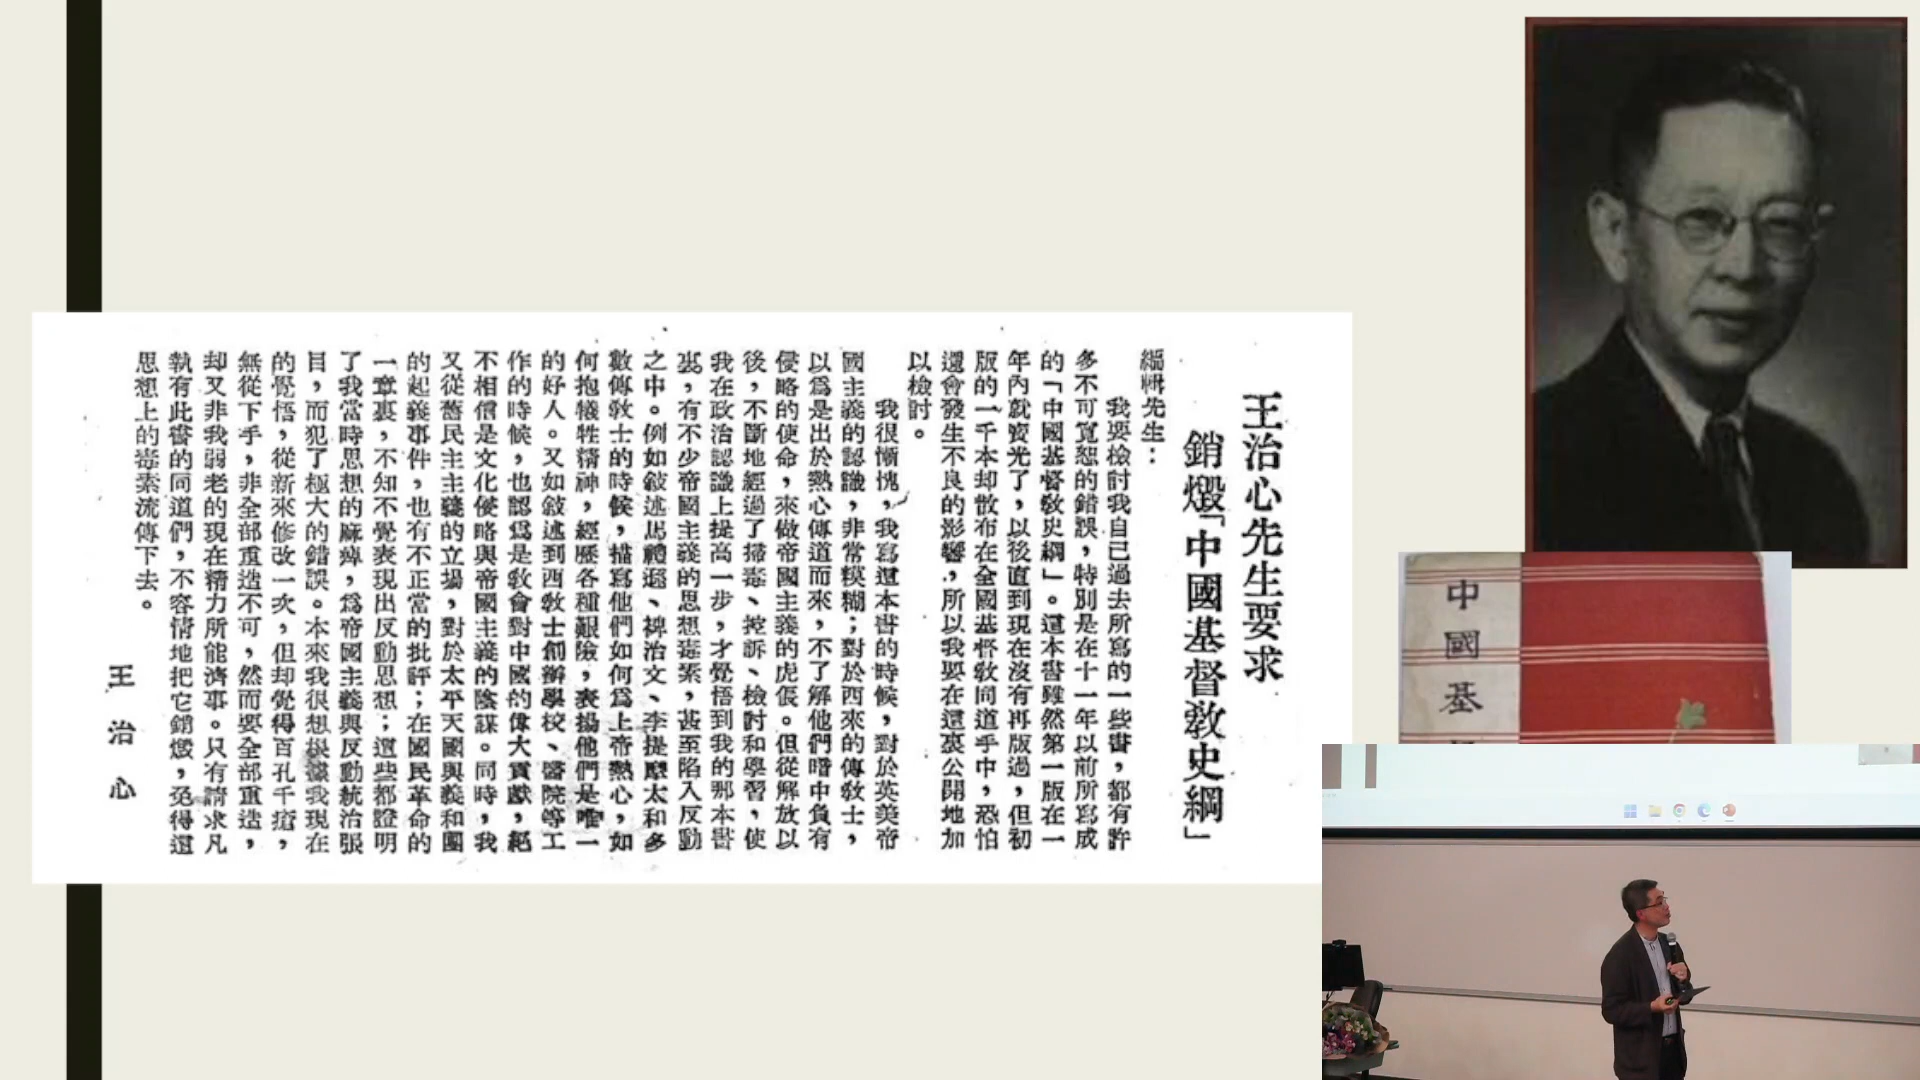 王治心先生要求
銷燬「中國基督敎史綱」
編輯先生：
我要檢討我自己過去所寫的一些書，都有許
多不可寬恕的錯誤，特別是在十一年以前所寫成
的「中國基督敎史綱」。這本書雖然第一版在一
年內就賣光了，以後直到現在沒有再版過，但初
版的一千本却散布在全國基督敎同道手中，恐怕
還會發生不良的影響，所以我要在這裏公開地加
以檢討。
我很慚愧，我寫這本書的時候，對於英美帝
國主義的認識，非常糢糊；對於西來的傳敎士，
以爲是出於熱心傳道而來，不了解他們暗中負有
侵略的使命，來做帝國主義的虎倀。但從解放以
後，不斷地經過了掃毒、控訴、檢討和學習，使
我在政治認識上提高一步，才覺悟到我的那本書
裏，有不少帝國主義的思想毒素，甚至陷入反動
之中。例如敍述馬禮遜、裨治文、李提摩太和多
數傳敎士的時候，描寫他們如何爲上帝熱心，如
何抱犧牲精神，經歷各種艱險，表揚他們是唯一
的好人。又如敍述到西敎士創辦學校、醫院等工
作的時候，也認爲是敎會對中國的偉大貢獻，絕
不相信是文化侵略與帝國主義的陰謀。同時，我
又從舊民主主義的立場，對於太平天國與義和團
的起義事件，也有不正當的批評；在國民革命的
一章裏，不知不覺表現出反動思想；這些都證明
了我當時思想的麻痺，爲帝國主義與反動統治張
目，而犯了極大的錯誤。本來我很想根據我現在
的覺悟，從新來修改一次，但却覺得百孔千瘡，
無從下手，非全部重造不可，然而要全部重造，
却又非我弱老的現在精力所能濟事。只有請求凡
執有此書的同道們，不容情地把它銷燬，免得這
思想上的毒素流傳下去。
王治心
中國基